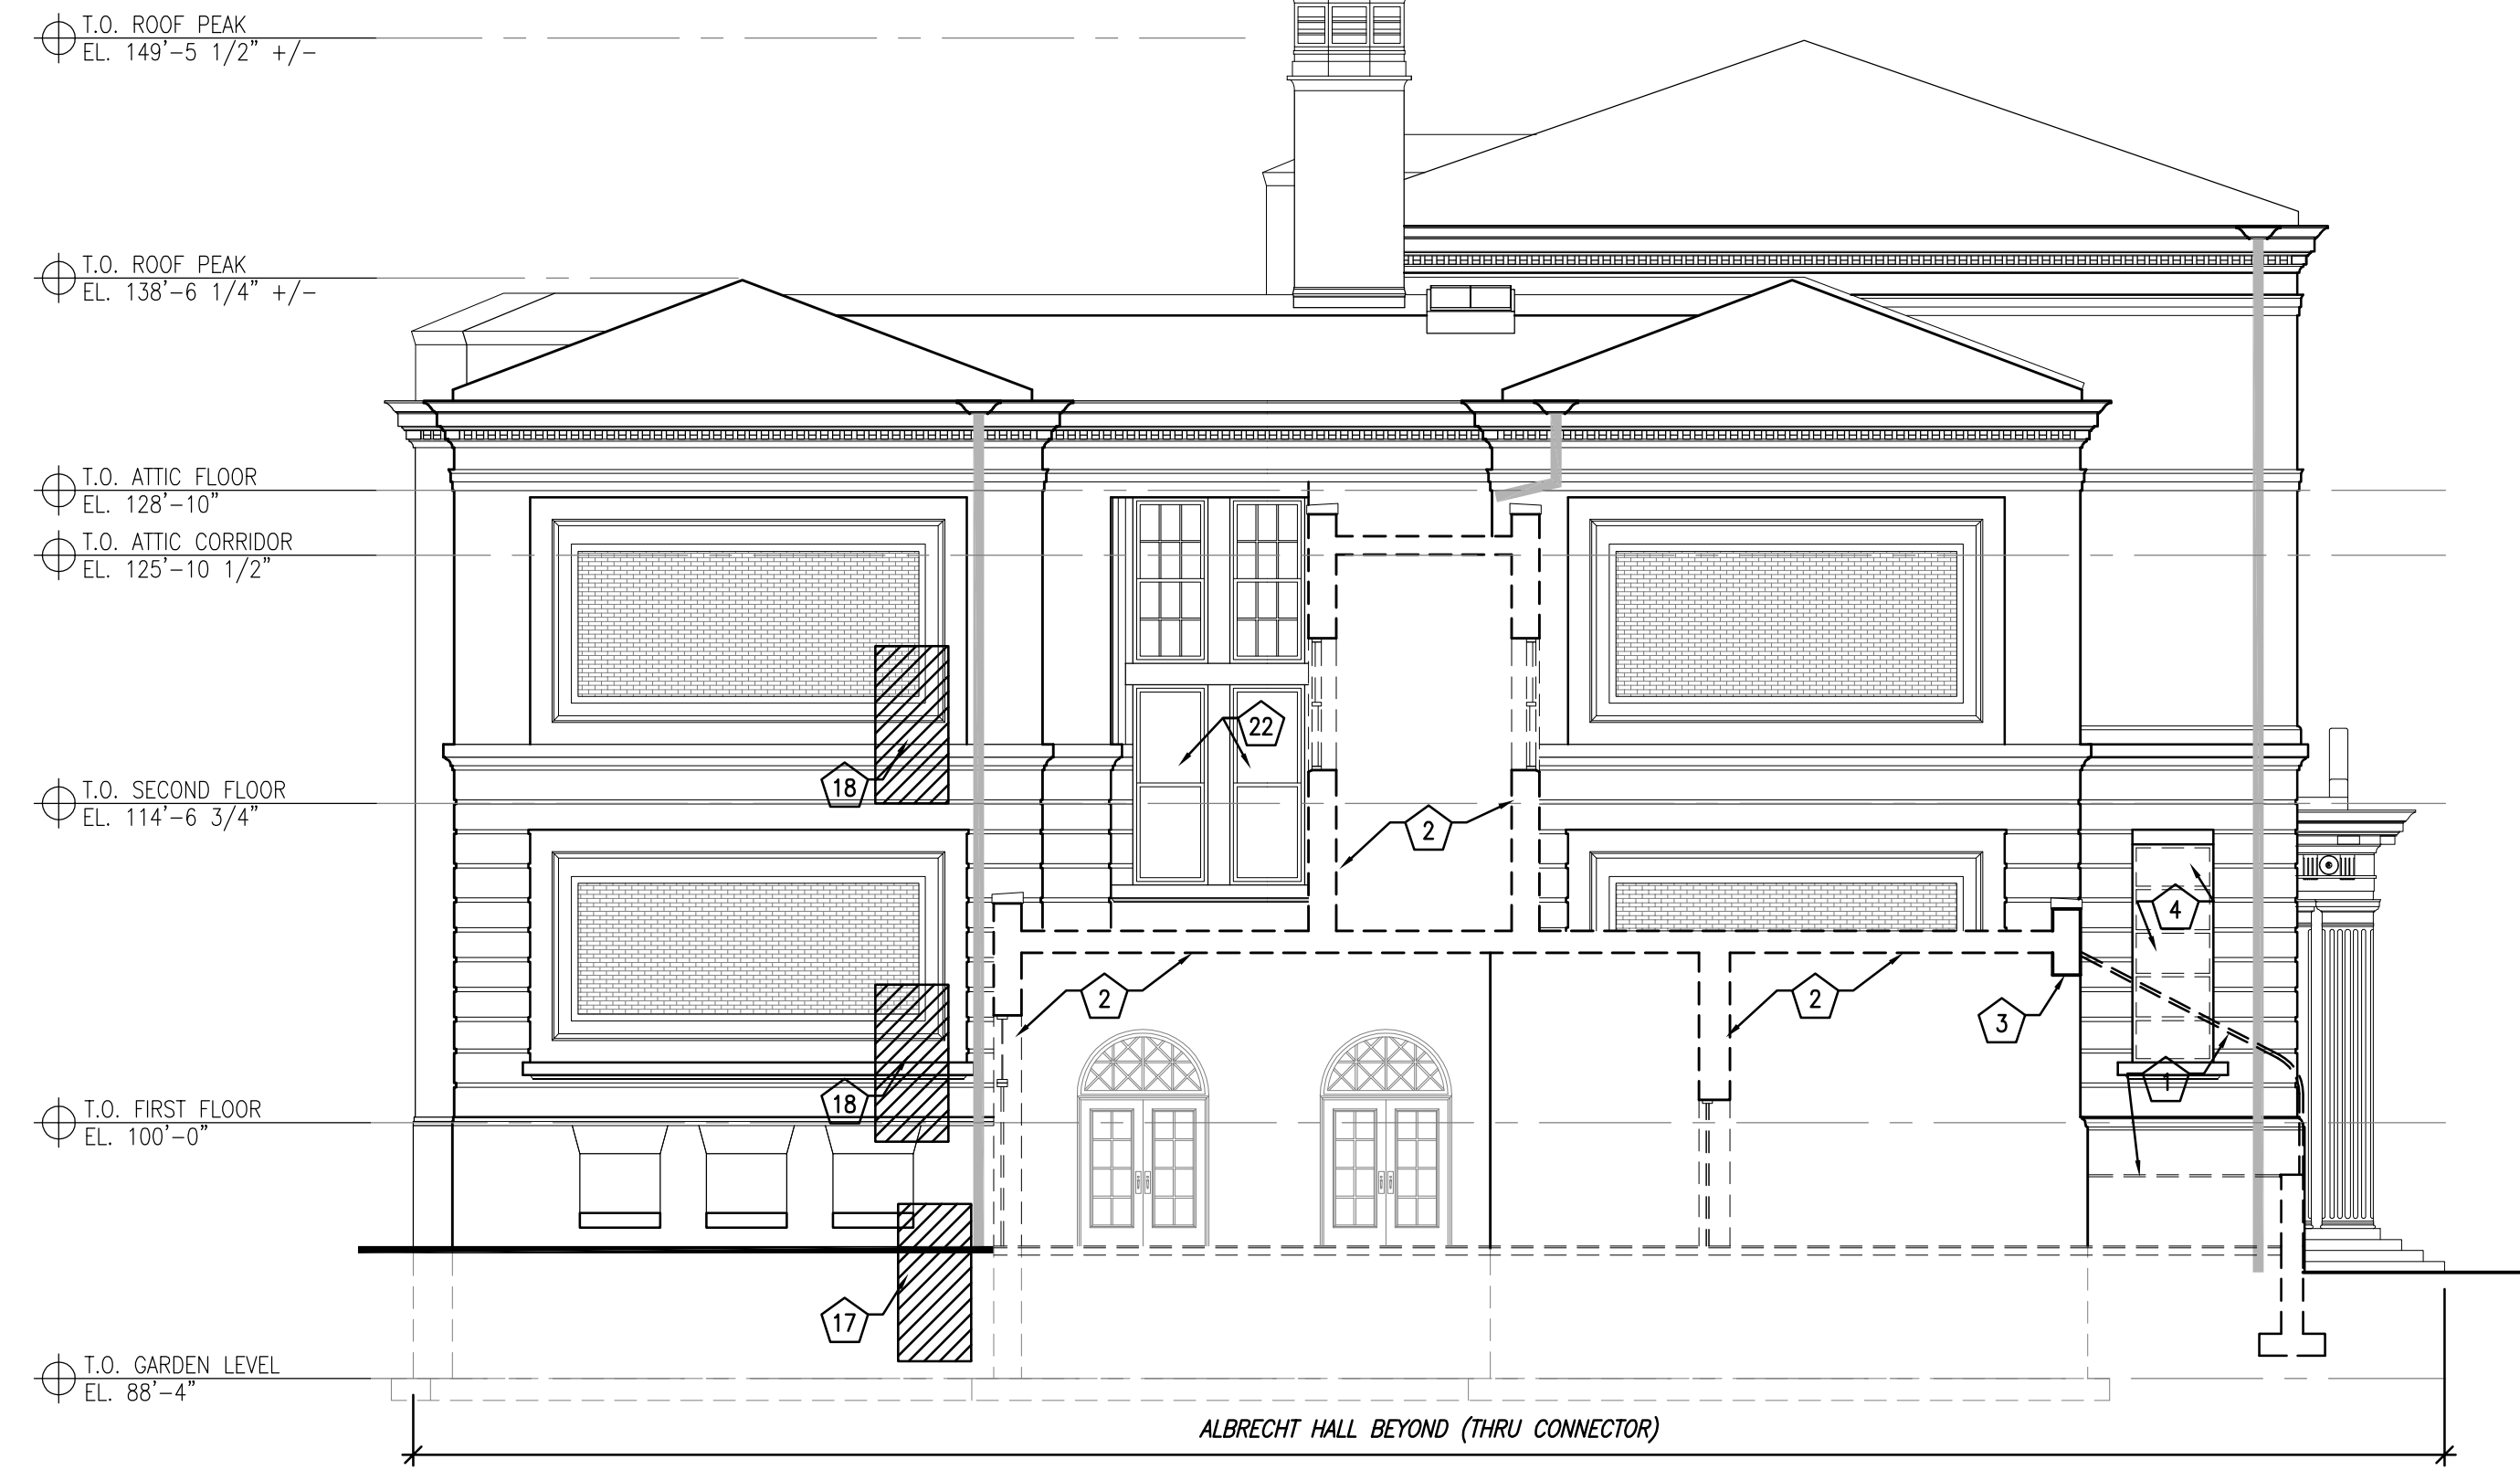 T.O. ROOF PEAK
EL. 149'-5 1/2" +/-
T.O. ROOF PEAK
EL. 138'-6 1/4" +/-
T.O. ATTIC FLOOR
EL. 128'-10"
T.O. ATTIC CORRIDOR
EL. 125'-10 1/2"
22
18
T.O. SECOND FLOOR
EL. 114'-6 3/4"
2
4
2
2
3
1
18
T.O. FIRST FLOOR
EL. 100'-0"
17
T.O. GARDEN LEVEL
EL. 88'-4"
ALBRECHT HALL BEYOND (THRU CONNECTOR)